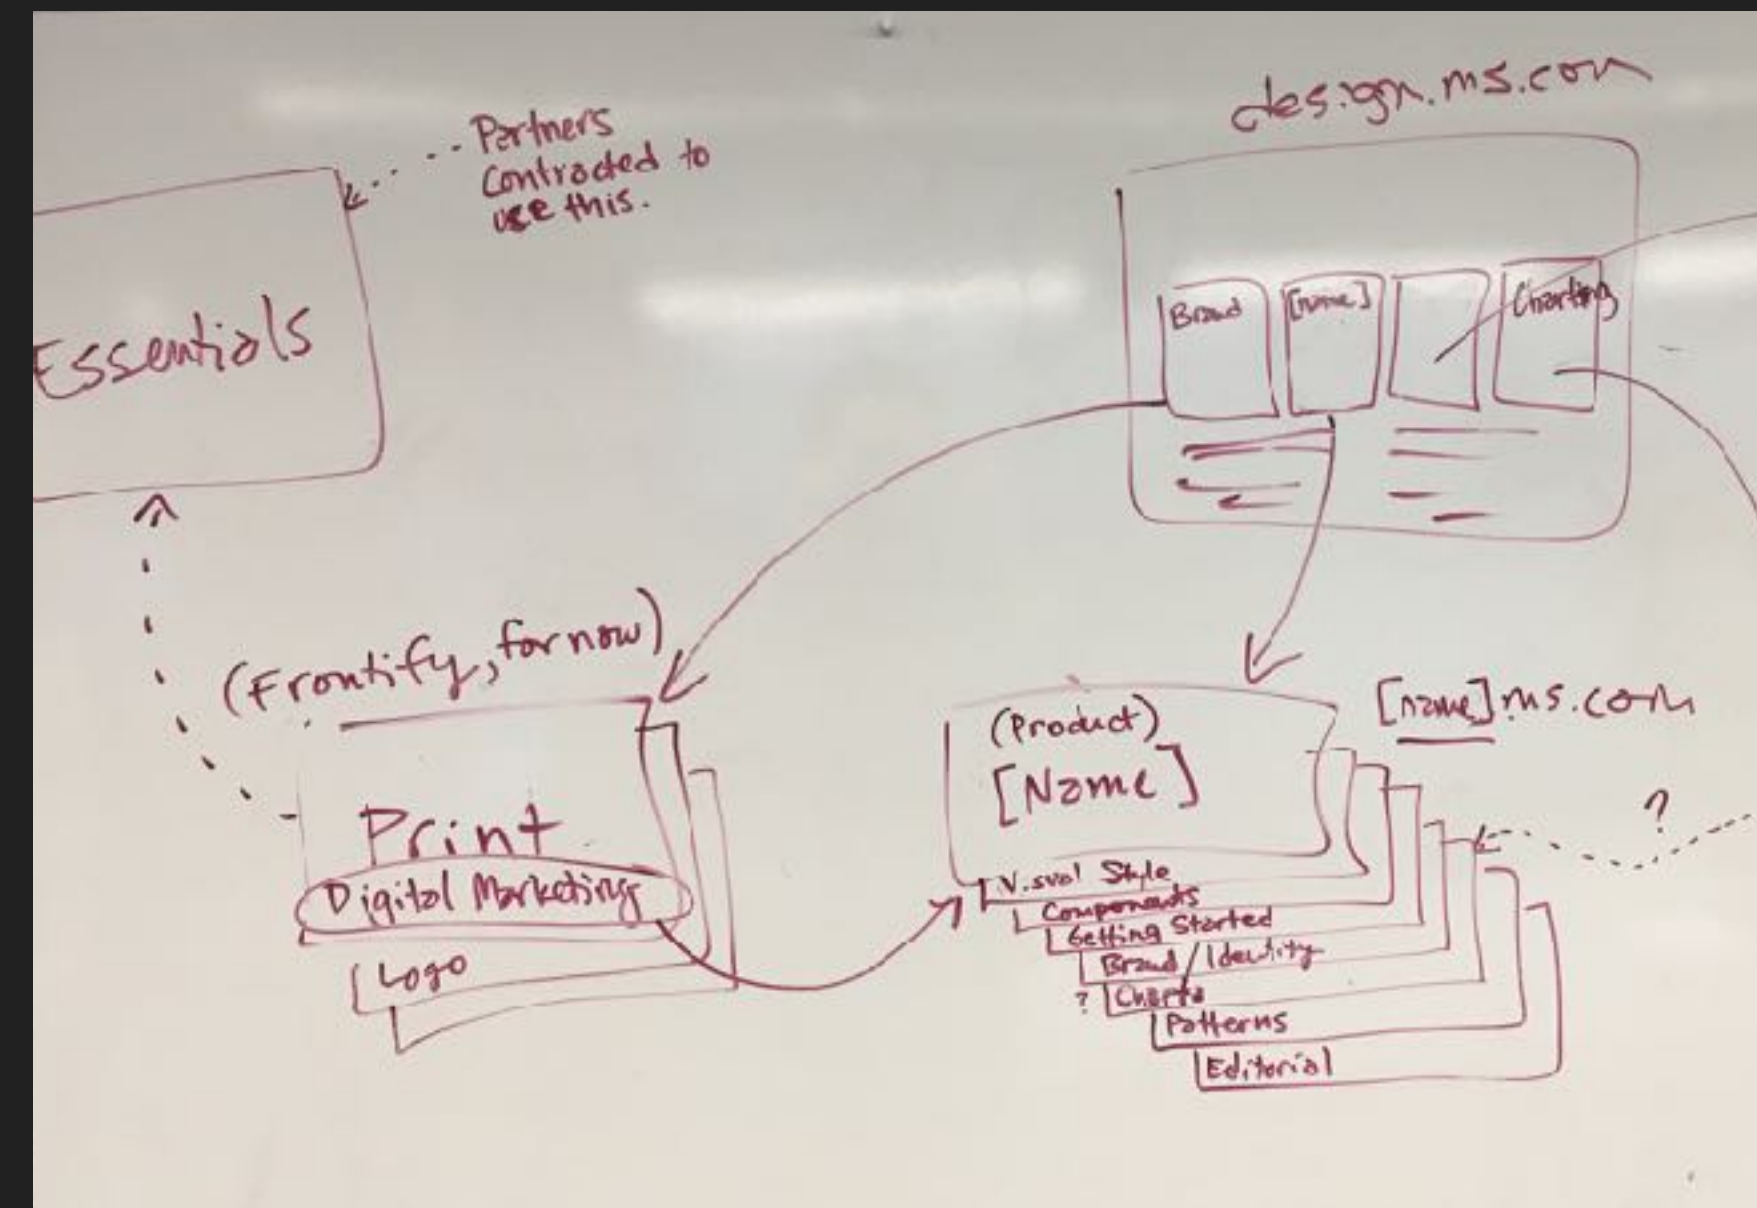 design.ms.com
Partners
contracted to
use this.
Essentials
Brand
[name]
Charting
(Frontify, for now)
Print
Digital Marketing
Logo
(Product)
[Name]
[name].ms.com
?
Visual Style
Components
Getting Started
Brand / Identity
? Charts
Patterns
Editorial